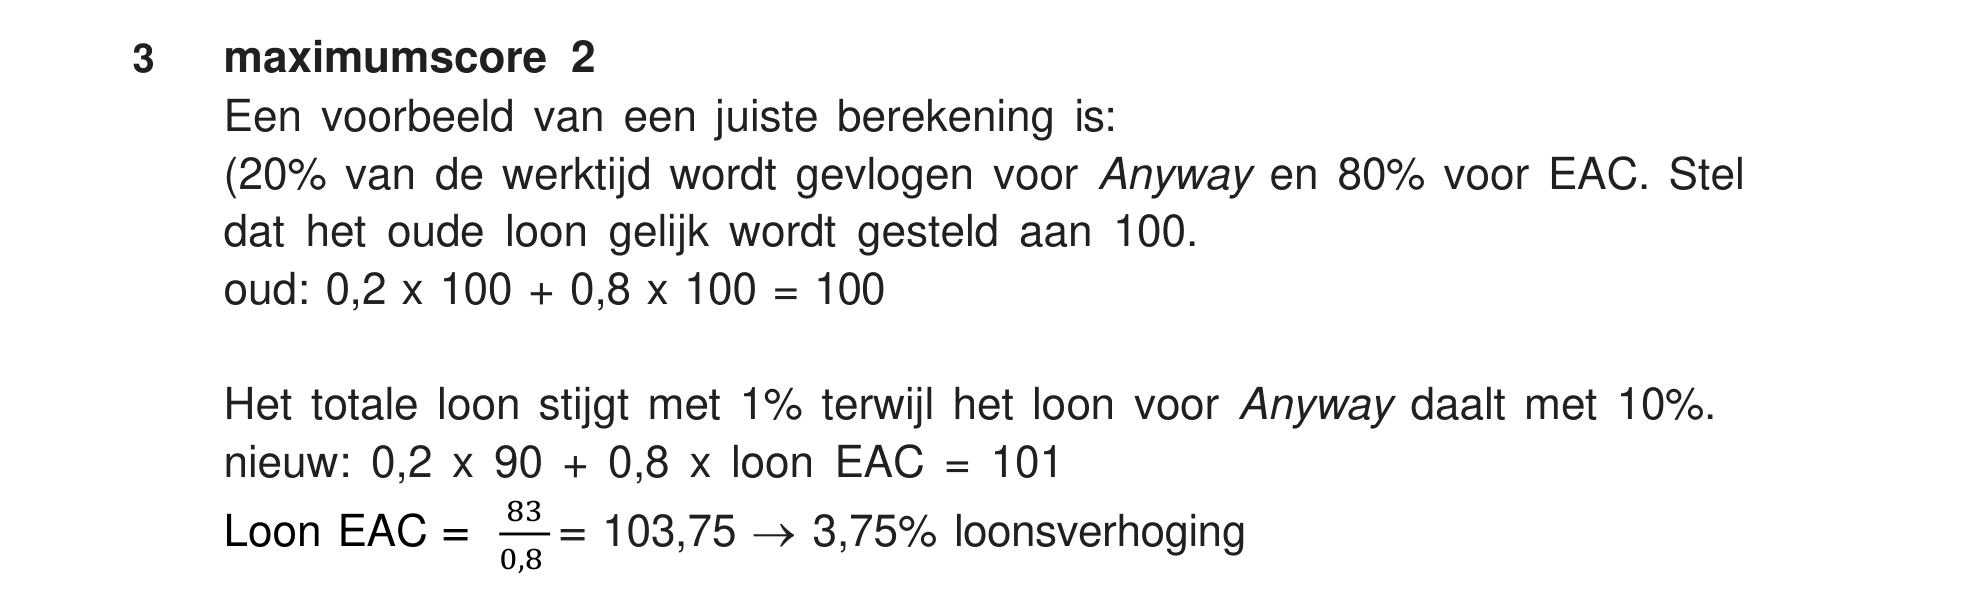 3 maximumscore 2
Een voorbeeld van een juiste berekening is:
(20% van de werktijd wordt gevlogen voor Anyway en 80% voor EAC. Stel
dat het oude loon gelijk wordt gesteld aan 100.
oud: 0,2 x 100 + 0,8 x 100 = 100
Het totale loon stijgt met 1% terwijl het loon voor Anyway daalt met 10%.
nieuw: 0,2 x 90 + 0,8 x loon EAC = 101
Loon EAC = 83/0,8 = 103,75 → 3,75% loonsverhoging